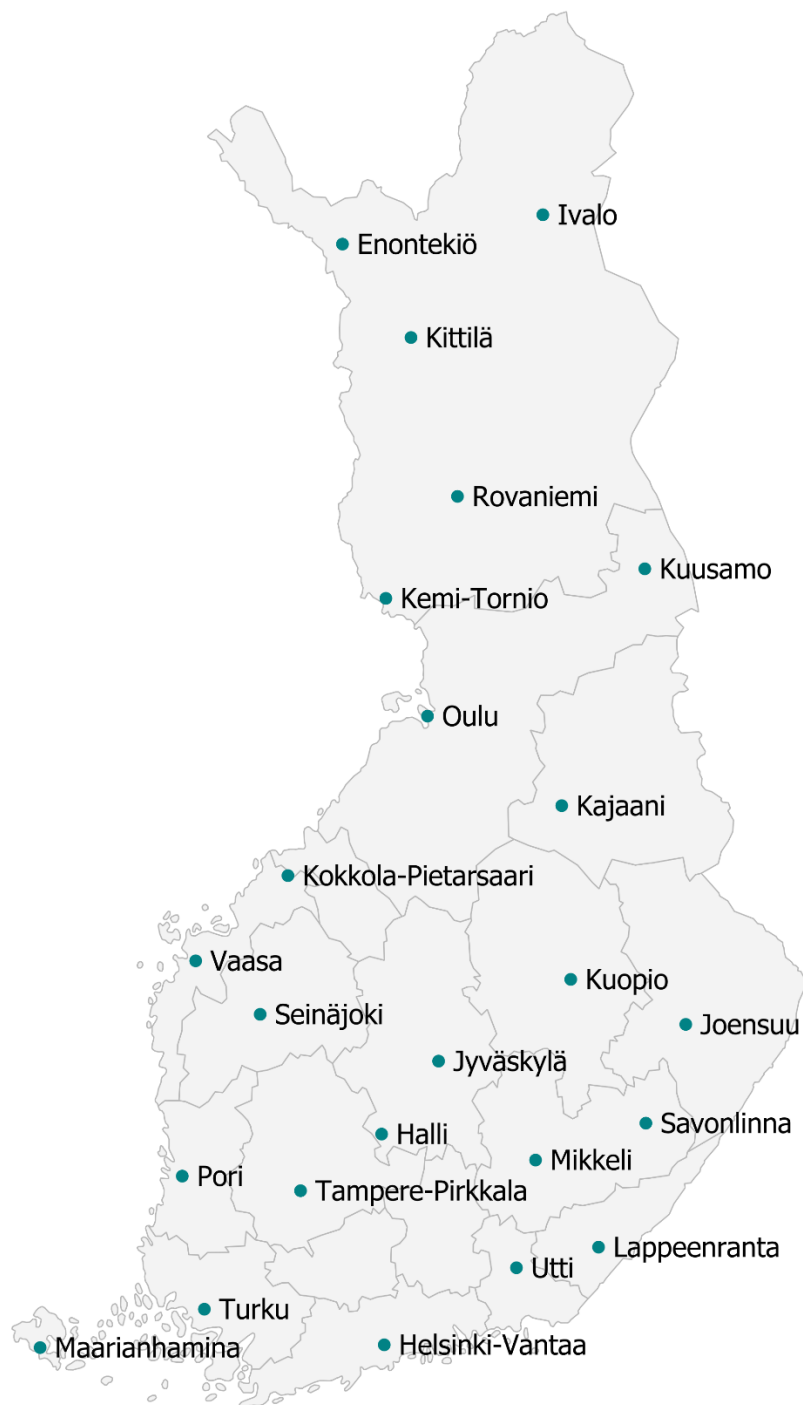 Ivalo
Enontekiö
Kittilä
Rovaniemi
Kuusamo
Kemi-Tornio
Oulu
Kajaani
Kokkola-Pietarsaari
Vaasa
Kuopio
Seinäjoki
Joensuu
Jyväskylä
Savonlinna
Halli
Mikkeli
Pori
Tampere-Pirkkala
Lappeenranta
Utti
Turku
Helsinki-Vantaa
Maarianhamina